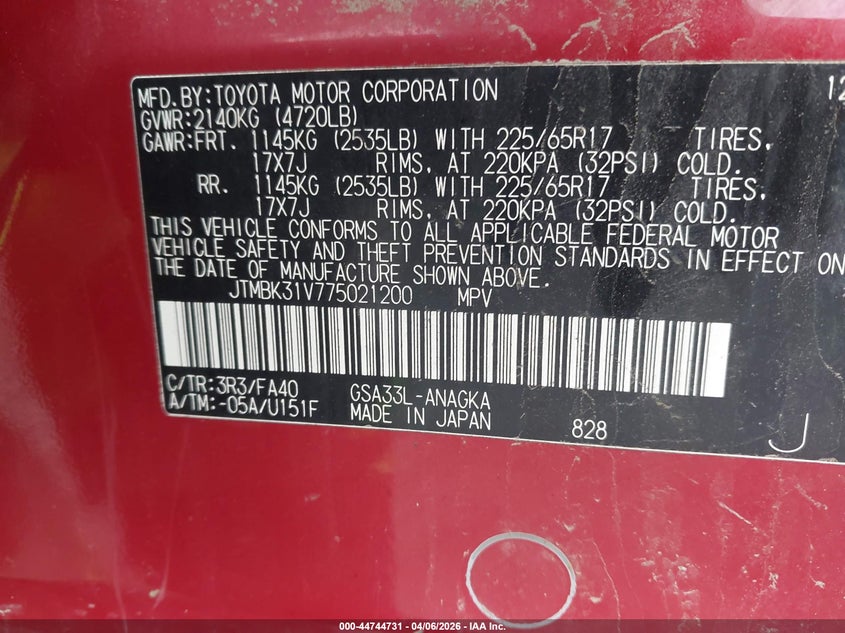 MFD.BY:TOYOTA MOTOR CORPORATION 12
GVWR:2140KG (4720LB)
GAWR:FRT. 1145KG (2535LB) WITH 225/65R17 TIRES,
17X7J RIMS, AT 220KPA (32PSI) COLD.
RR. 1145KG (2535LB) WITH 225/65R17 TIRES,
17X7J RIMS, AT 220KPA (32PSI) COLD.
THIS VEHICLE CONFORMS TO ALL APPLICABLE FEDERAL MOTOR
VEHICLE SAFETY AND THEFT PREVENTION STANDARDS IN EFFECT ON
THE DATE OF MANUFACTURE SHOWN ABOVE.
JTMBK31V775021200 MPV
C/TR:3R3/FA40 GSA33L-ANAGKA
A/TM:-05A/U151F MADE IN JAPAN 828 J
000-44744731 - 04/06/2026 - IAA Inc.